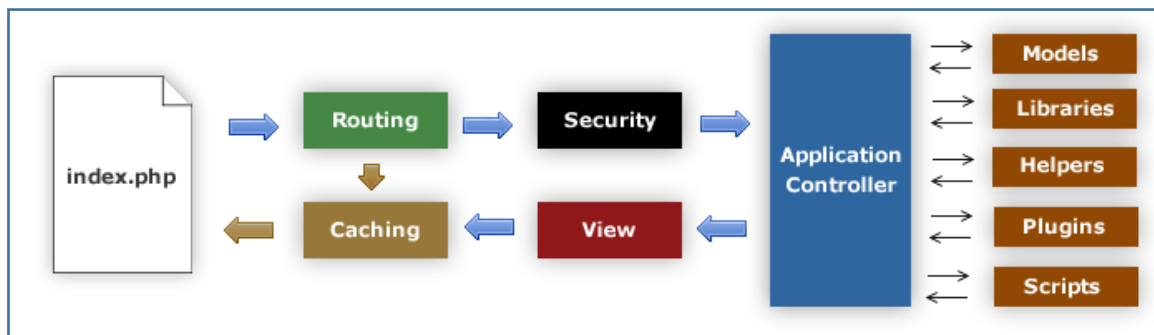 index.php
Routing
Security
Caching
View
Application
Controller
Models
Libraries
Helpers
Plugins
Scripts